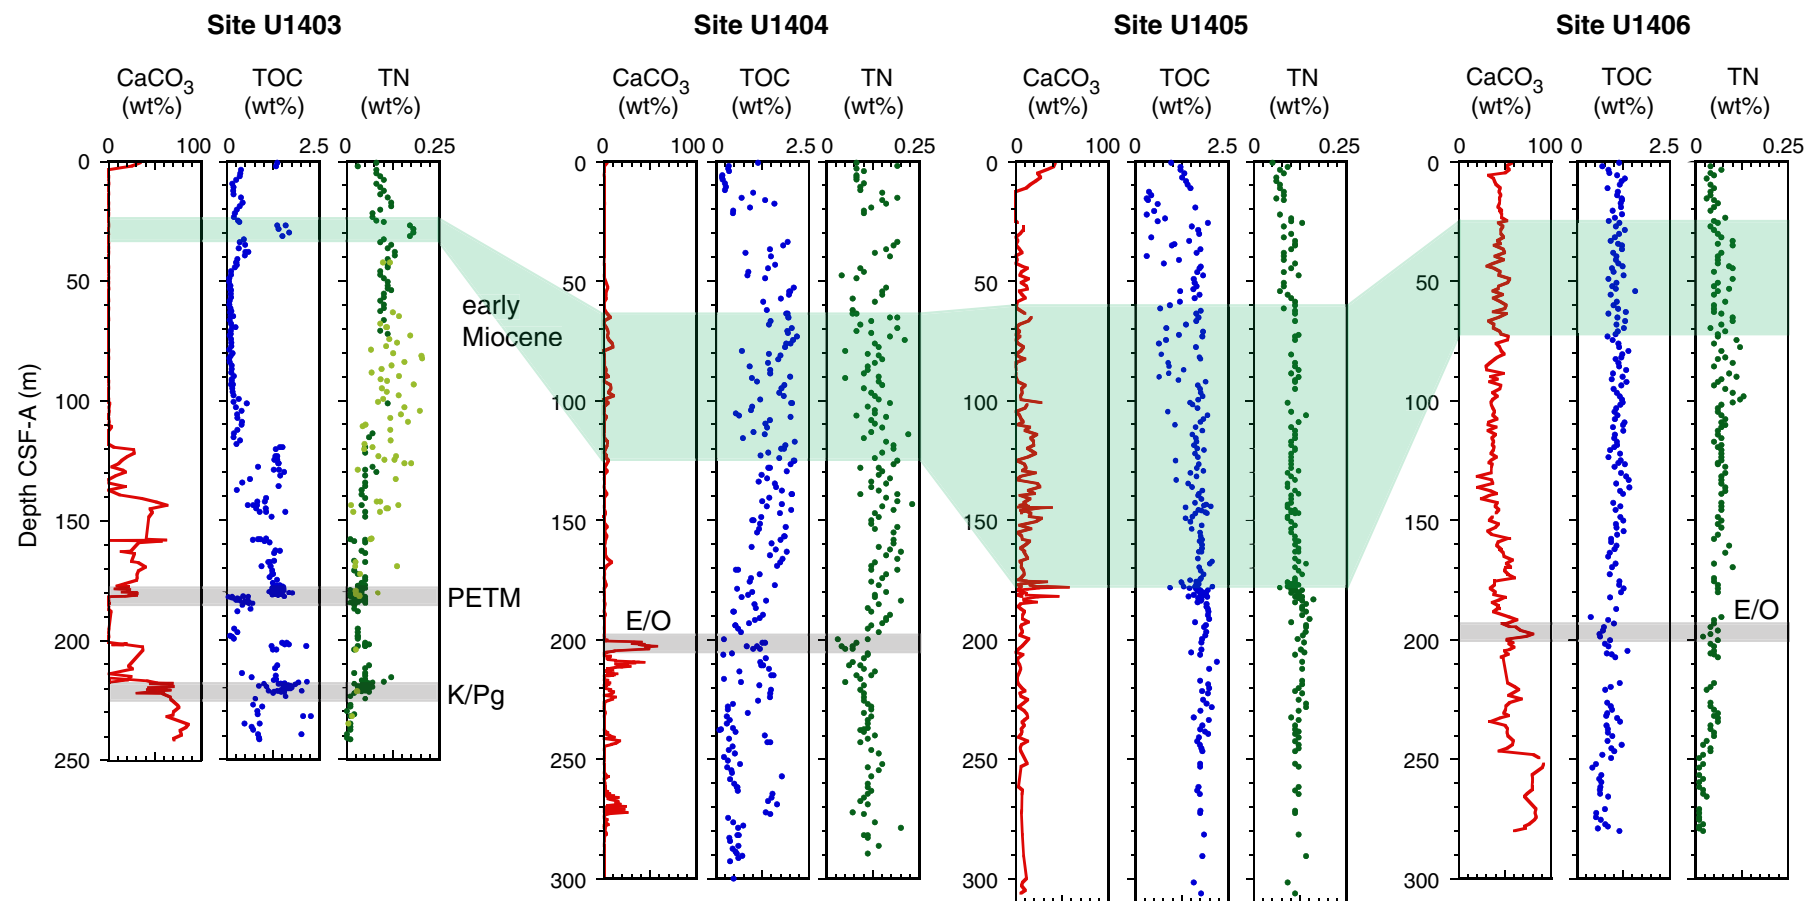 Site U1403
Site U1404
Site U1405
Site U1406
CaCO3 TOC TN
(wt%) (wt%) (wt%)
CaCO3 TOC TN
(wt%) (wt%) (wt%)
CaCO3 TOC TN
(wt%) (wt%) (wt%)
CaCO3 TOC TN
(wt%) (wt%) (wt%)
0 100 0 2.5 0 0.25
0 100 0 2.5 0 0.25
0 100 0 2.5 0 0.25
0 100 0 2.5 0 0.25
Depth CSF-A (m)
0
50
100
150
200
250
early
Miocene
PETM
K/Pg
0
50
100
150
200
250
300
E/O
0
50
100
150
200
250
300
0
50
100
150
200
250
300
E/O